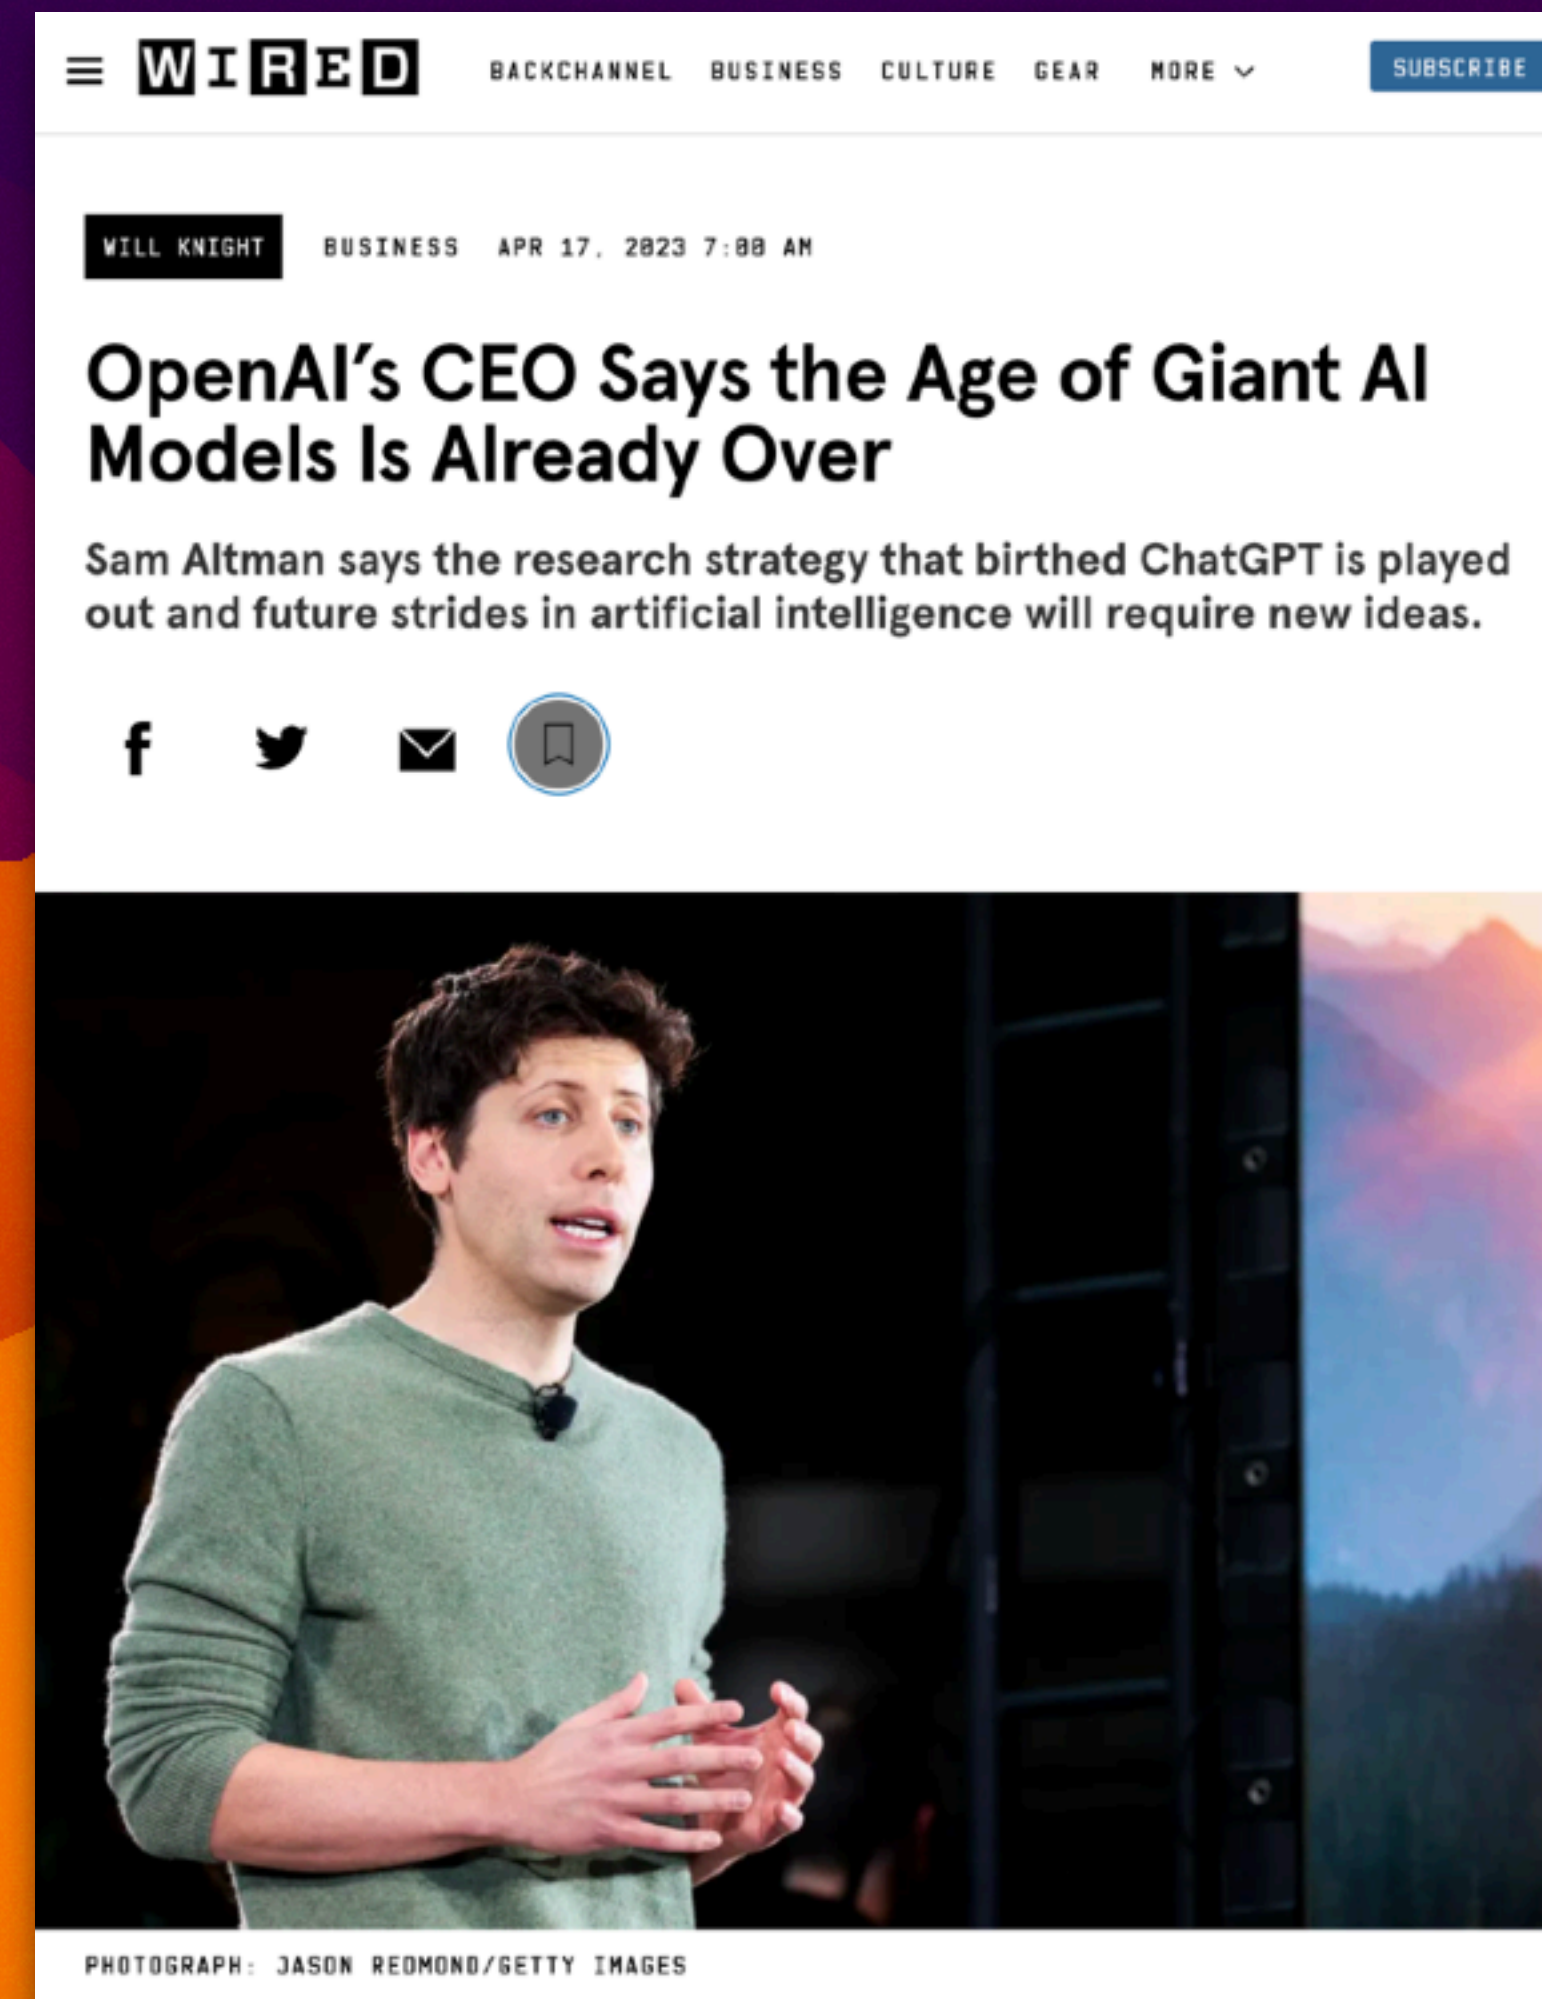 WIRED BACKCHANNEL BUSINESS CULTURE GEAR MORE SUBSCRIBE
WILL KNIGHT BUSINESS APR 17, 2023 7:00 AM
OpenAI's CEO Says the Age of Giant AI
Models Is Already Over
Sam Altman says the research strategy that birthed ChatGPT is played
out and future strides in artificial intelligence will require new ideas.
PHOTOGRAPH: JASON REDMOND/GETTY IMAGES